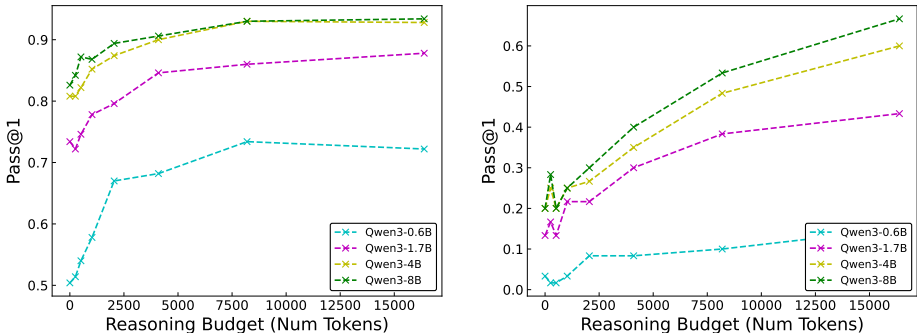 Pass@1
0.9
0.8
0.7
0.6
0.5
0 2500 5000 7500 10000 12500 15000
Reasoning Budget (Num Tokens)
Qwen3-0.6B
Qwen3-1.7B
Qwen3-4B
Qwen3-8B
Pass@1
0.6
0.5
0.4
0.3
0.2
0.1
0.0
0 2500 5000 7500 10000 12500 15000
Reasoning Budget (Num Tokens)
Qwen3-0.6B
Qwen3-1.7B
Qwen3-4B
Qwen3-8B